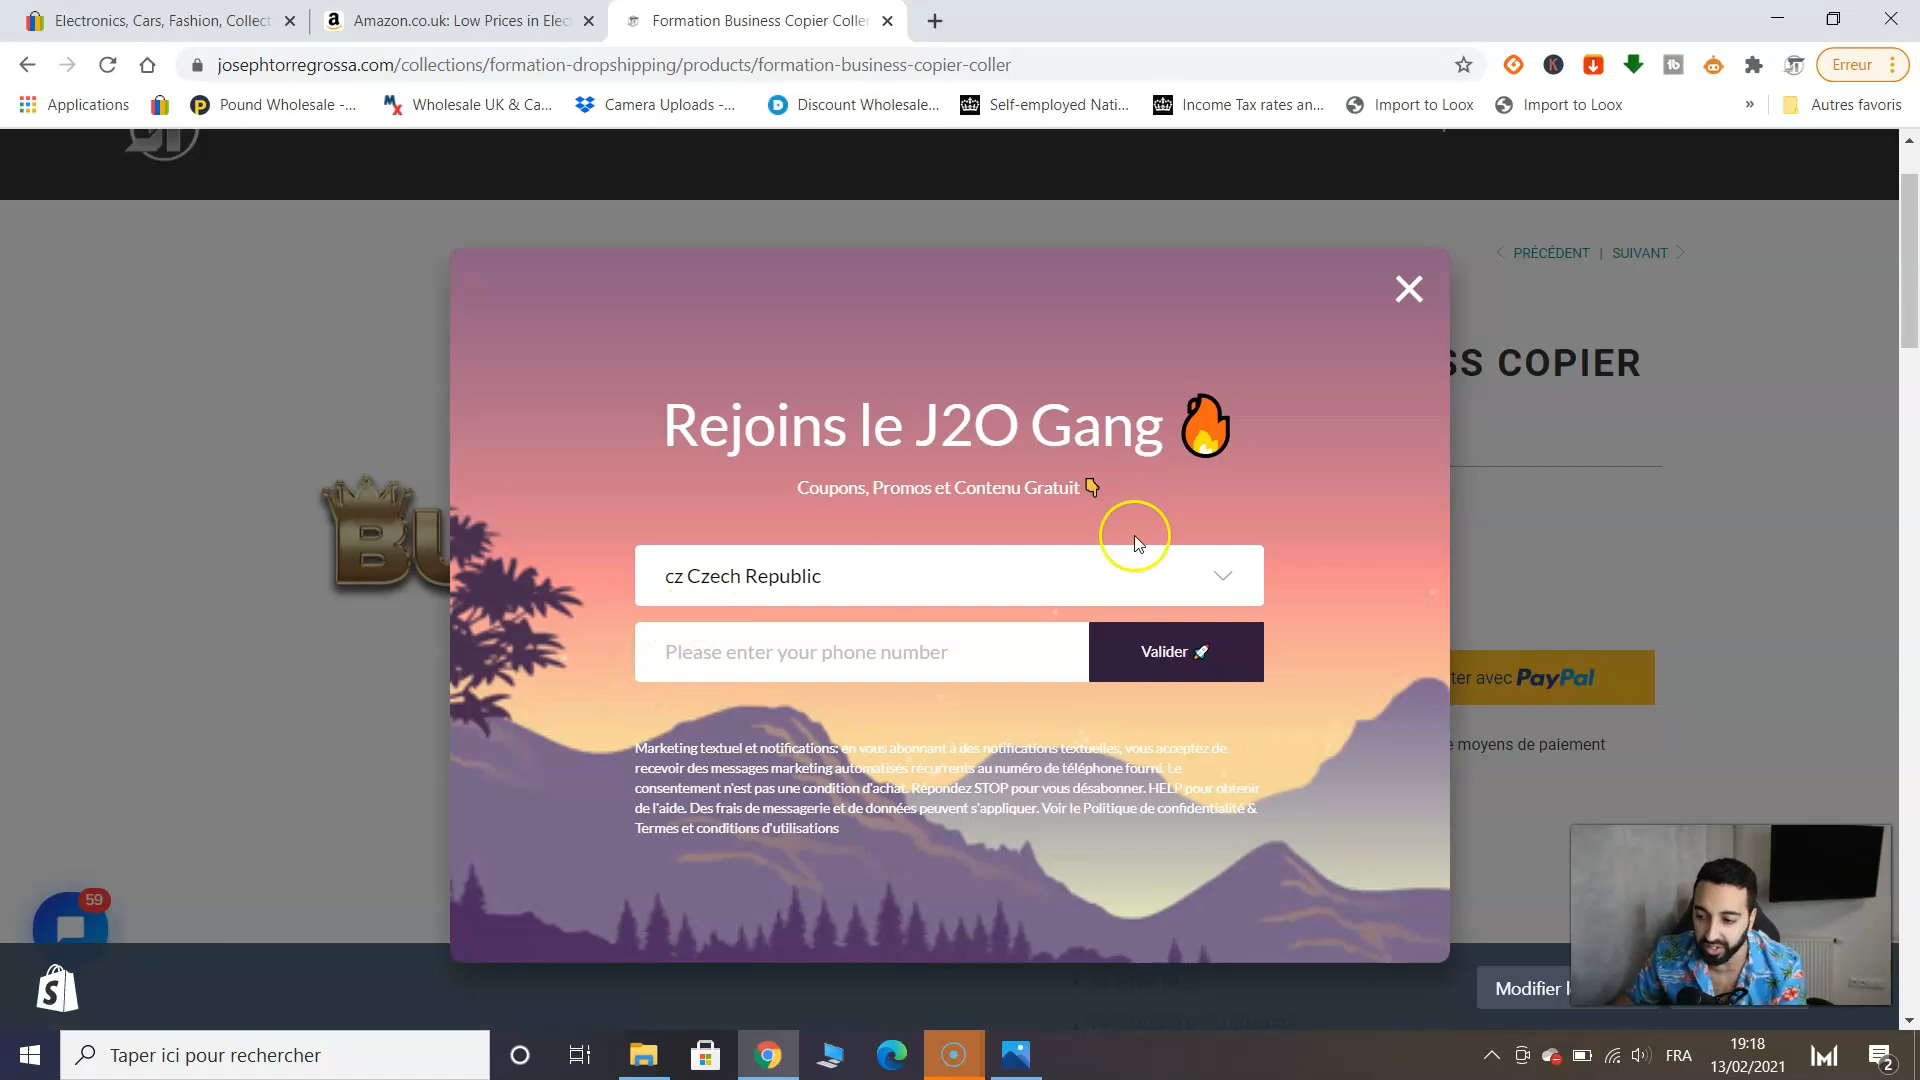 Electronics, Cars, Fashion, Collect
Amazon.co.uk: Low Prices in Elec
Formation Business Copier Coller
josephtorregrossa.com/collections/formation-dropshipping/products/formation-business-copier-coller
Erreur
Applications
Pound Wholesale -...
Wholesale UK & Ca...
Camera Uploads -...
Discount Wholesale...
Self-employed Nati...
Income Tax rates an...
Import to Loox
Import to Loox
»
Autres favoris
PRÉCÉDENT | SUIVANT
SS COPIER
BU
Rejoins le J2O Gang 🔥
Coupons, Promos et Contenu Gratuit 👇
cz Czech Republic
Please enter your phone number
Valider 🚀
ter avec PayPal
e moyens de paiement
Marketing textuel et notifications: en vous abonnant à des notifications textuelles, vous acceptez de
recevoir des messages marketing automatisés récurrents au numéro de téléphone fourni. Le
consentement n'est pas une condition d'achat. Répondez STOP pour vous désabonner. HELP pour obtenir
de l'aide. Des frais de messagerie et de données peuvent s'appliquer. Voir le Politique de confidentialité &
Termes et conditions d'utilisations
59
Modifier l
Taper ici pour rechercher
FRA
19:18
13/02/2021
2